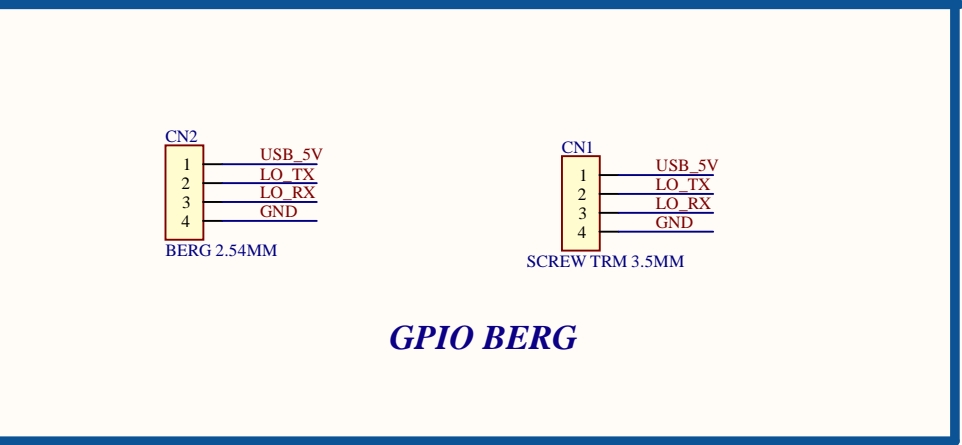 CN2
1 USB_5V
2 LO_TX
3 LO_RX
4 GND
BERG 2.54MM
CN1
1 USB_5V
2 LO_TX
3 LO_RX
4 GND
SCREW TRM 3.5MM
GPIO BERG